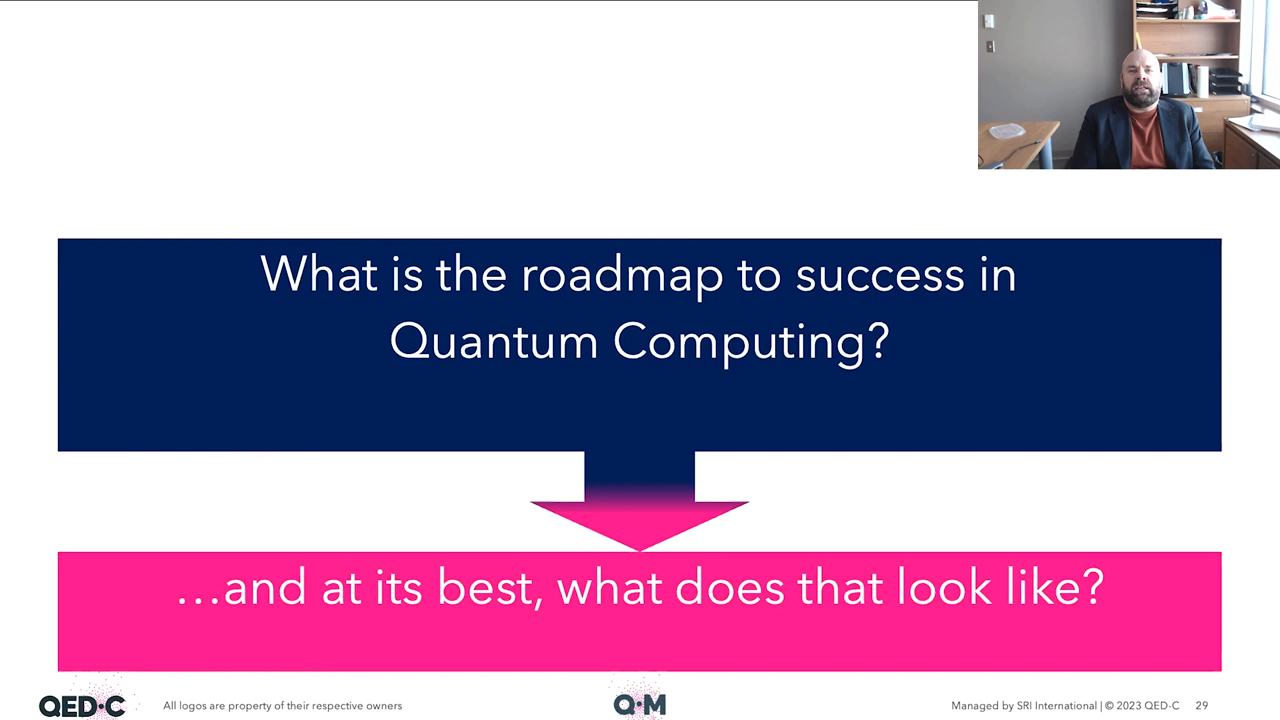 What is the roadmap to success in
Quantum Computing?
…and at its best, what does that look like?
QED•C
All logos are property of their respective owners
Q•M
Managed by SRI International | © 2023 QED-C
29